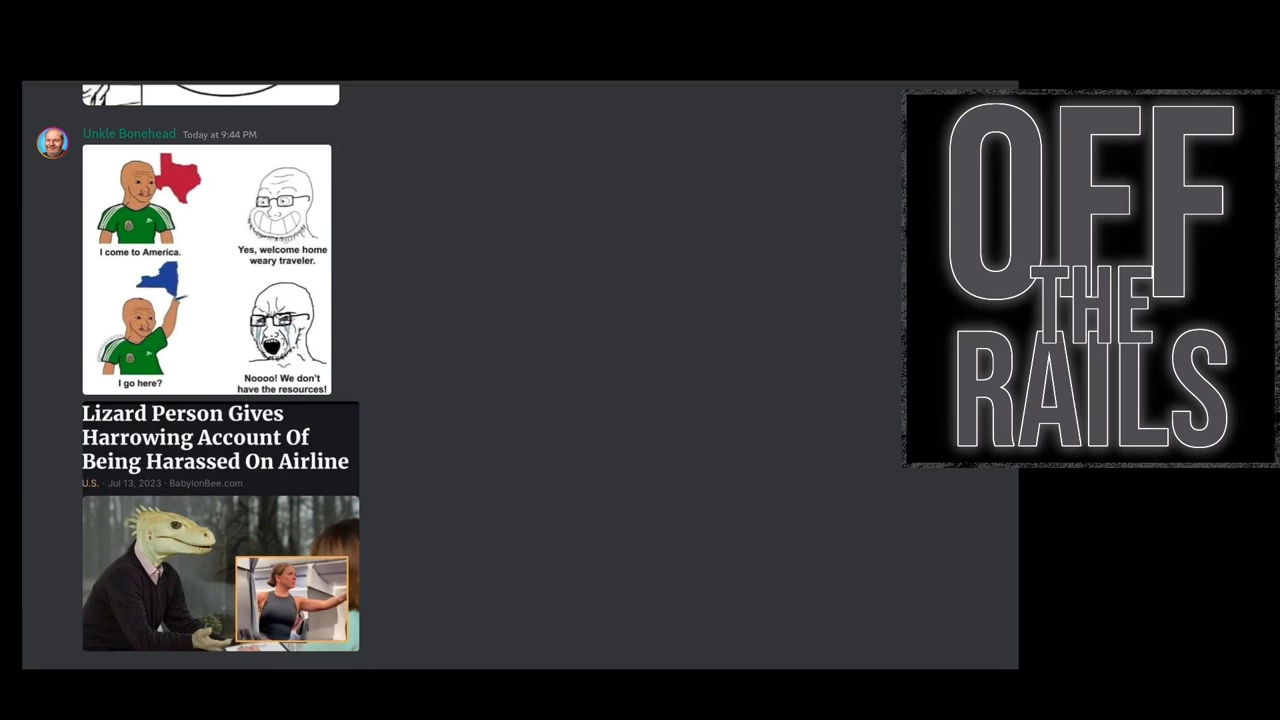 Unkle Bonehead Today at 9:44 PM
I come to America.
Yes, welcome home
weary traveler.
I go here?
Noooo! We don't
have the resources!
Lizard Person Gives
Harrowing Account Of
Being Harassed On Airline
U.S. · Jul 13, 2023 · BabylonBee.com
OFF
THE
RAILS